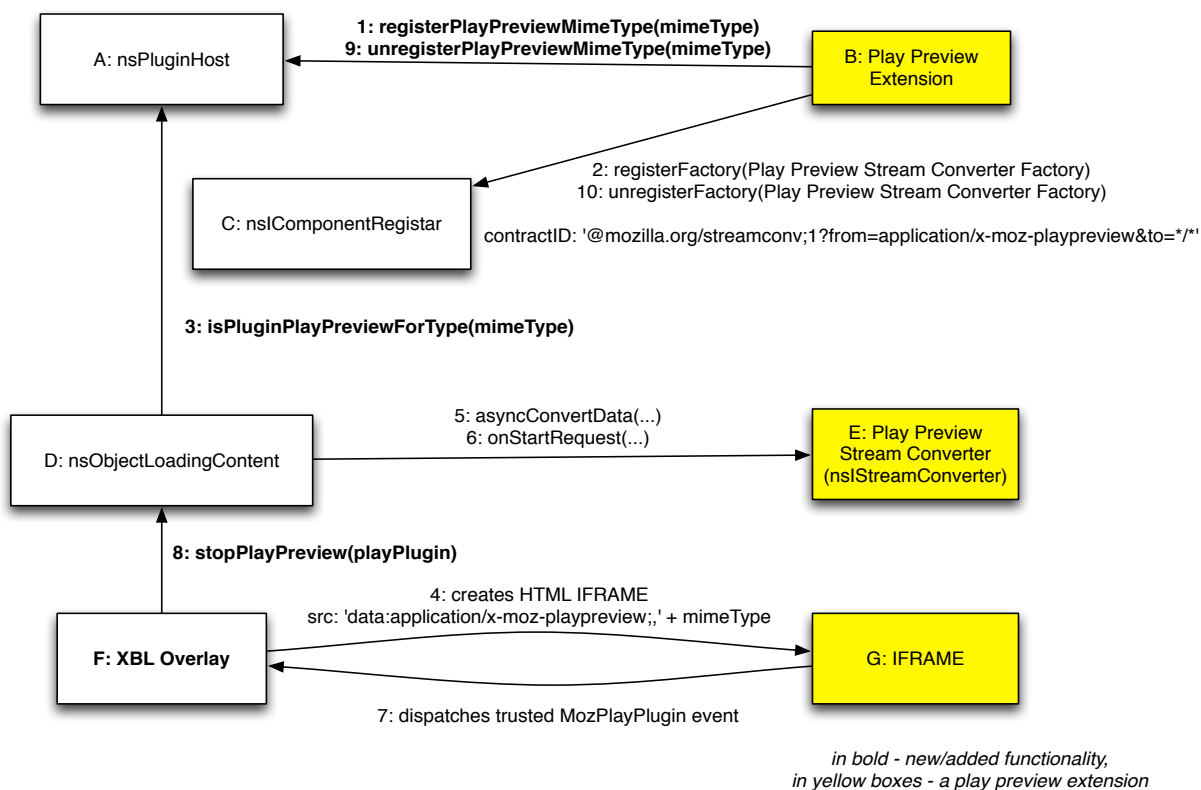 1: registerPlayPreviewMimeType(mimeType)
9: unregisterPlayPreviewMimeType(mimeType)
A: nsPluginHost
B: Play Preview
Extension
2: registerFactory(Play Preview Stream Converter Factory)
10: unregisterFactory(Play Preview Stream Converter Factory)
C: nsIComponentRegistar
contractID: '@mozilla.org/streamconv;1?from=application/x-moz-playpreview&to=*/*'
3: isPluginPlayPreviewForType(mimeType)
5: asyncConvertData(...)
6: onStartRequest(...)
D: nsObjectLoadingContent
E: Play Preview
Stream Converter
(nsIStreamConverter)
8: stopPlayPreview(playPlugin)
4: creates HTML IFRAME
src: 'data:application/x-moz-playpreview;,' + mimeType
F: XBL Overlay
G: IFRAME
7: dispatches trusted MozPlayPlugin event
in bold - new/added functionality,
in yellow boxes - a play preview extension